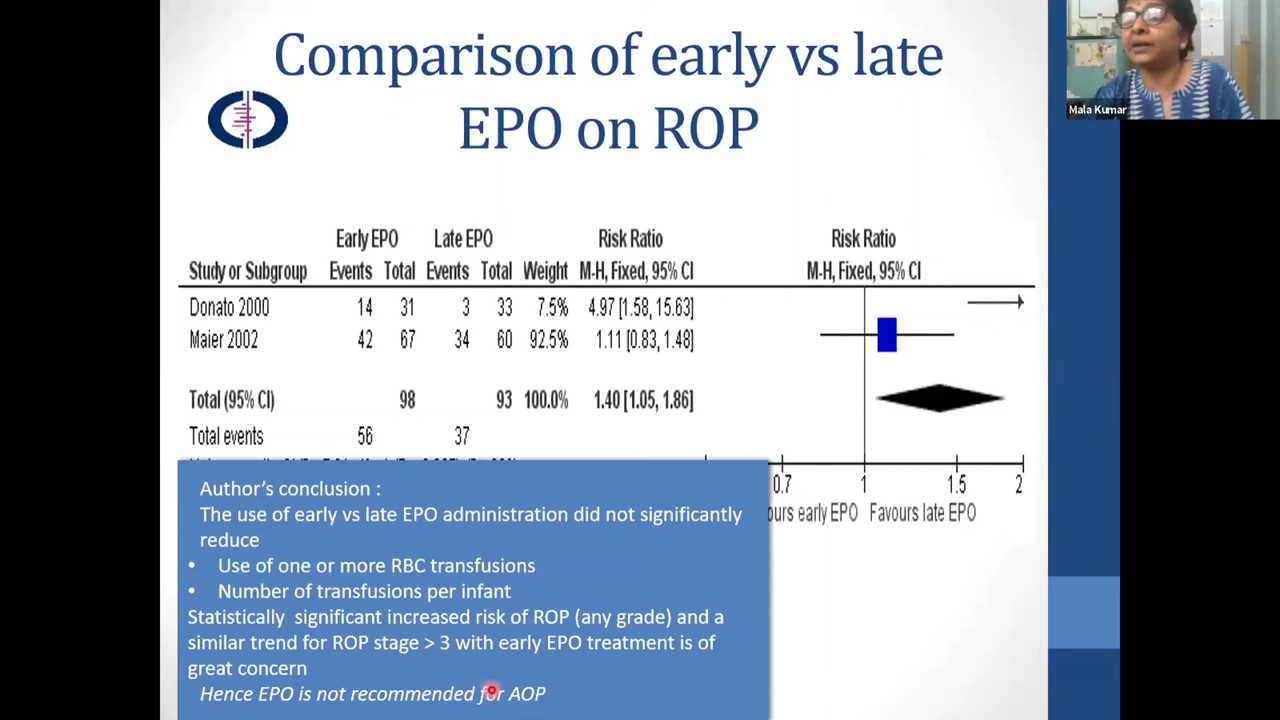 Comparison of early vs late
EPO on ROP
Mala Kumar
Early EPO Late EPO Risk Ratio Risk Ratio
Study or Subgroup Events Total Events Total Weight M-H, Fixed, 95% CI M-H, Fixed, 95% CI
Donato 2000 14 31 3 33 7.5% 4.97 [1.58, 15.63]
Maier 2002 42 67 34 60 92.5% 1.11 [0.83, 1.48]
Total (95% CI) 98 93 100.0% 1.40 [1.05, 1.86]
Total events 56 37
0.7 1 1.5 2
ours early EPO Favours late EPO
Author's conclusion :
The use of early vs late EPO administration did not significantly
reduce
• Use of one or more RBC transfusions
• Number of transfusions per infant
Statistically significant increased risk of ROP (any grade) and a
similar trend for ROP stage > 3 with early EPO treatment is of
great concern
Hence EPO is not recommended for AOP